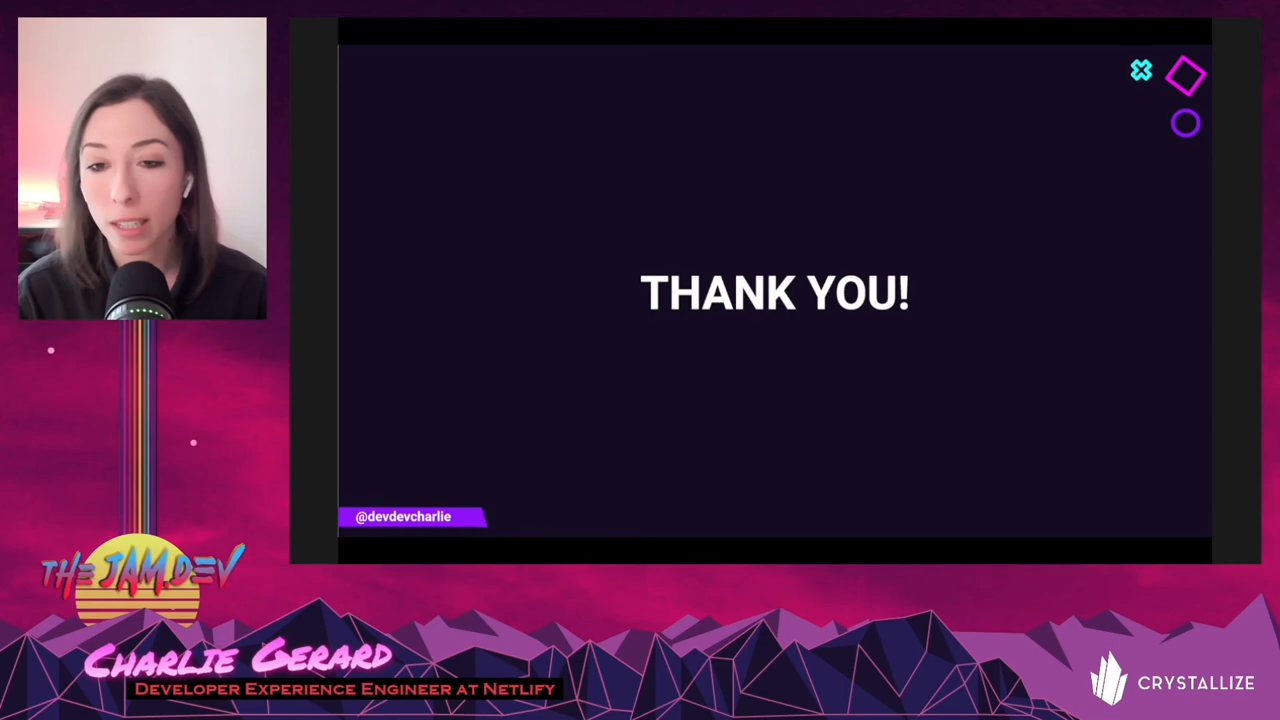 THANK YOU!
@devdevcharlie
THE JAM.DEV
CHARLIE GERARD
DEVELOPER EXPERIENCE ENGINEER AT NETLIFY
CRYSTALLIZE